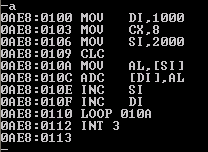 -a
0AE8:0100 MOV DI,1000
0AE8:0103 MOV CX,8
0AE8:0106 MOV SI,2000
0AE8:0109 CLC
0AE8:010A MOV AL,[SI]
0AE8:010C ADC [DI],AL
0AE8:010E INC SI
0AE8:010F INC DI
0AE8:0110 LOOP 010A
0AE8:0112 INT 3
0AE8:0113